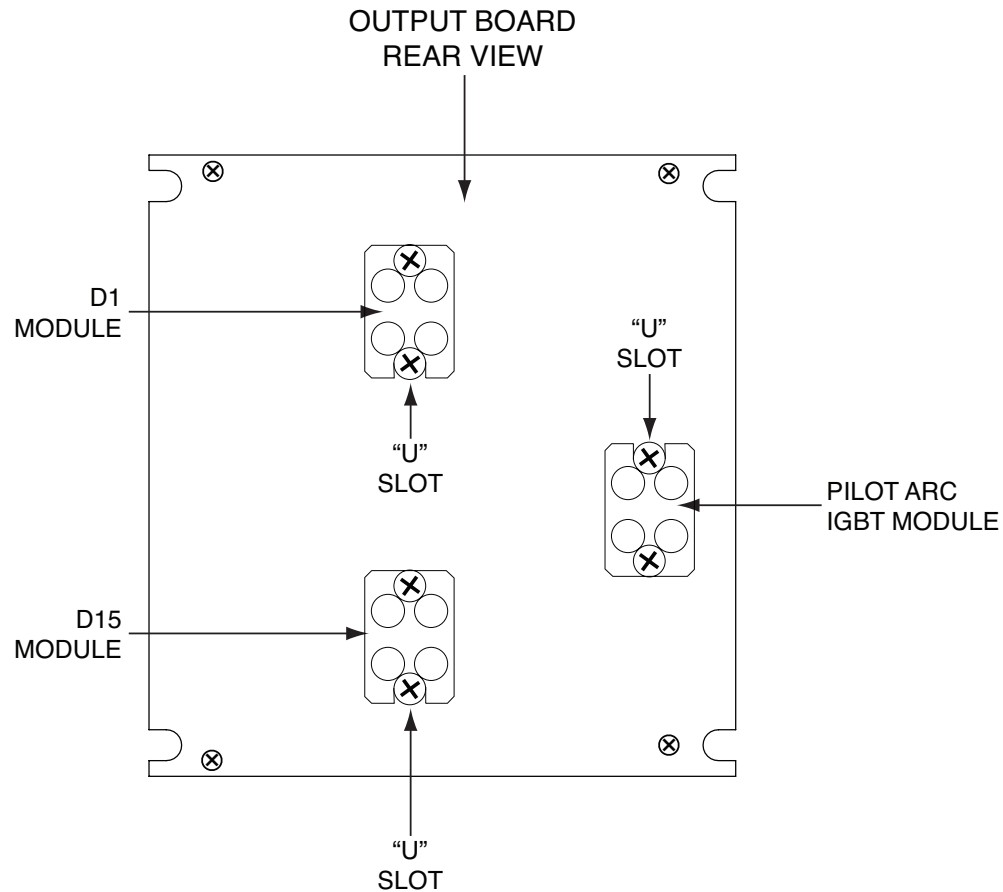 OUTPUT BOARD
REAR VIEW
D1
MODULE
“U”
SLOT
“U”
SLOT
PILOT ARC
IGBT MODULE
D15
MODULE
“U”
SLOT